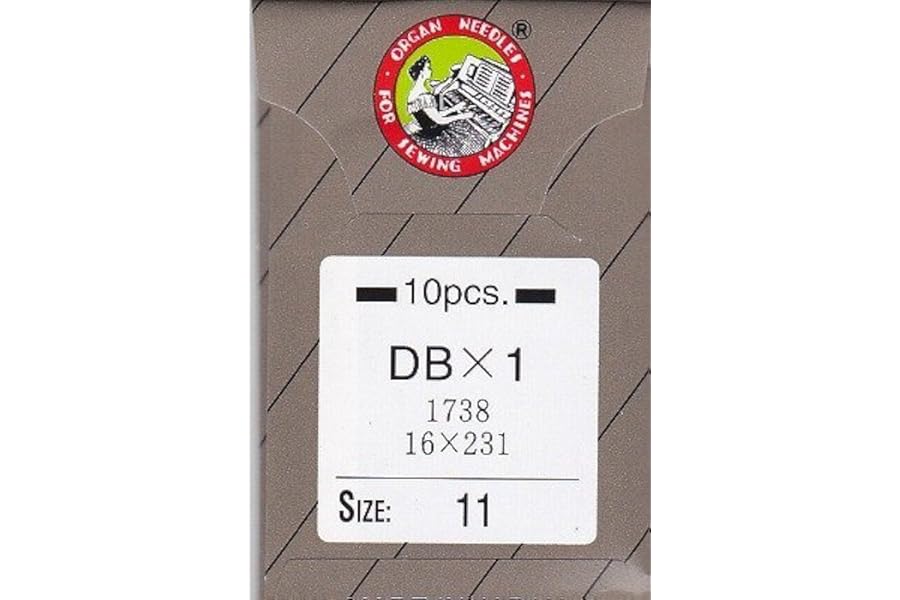 ORGAN NEEDLES
®
FOR SEWING MACHINES
10pcs.
DB×1
1738
16×231
SIZE: 11